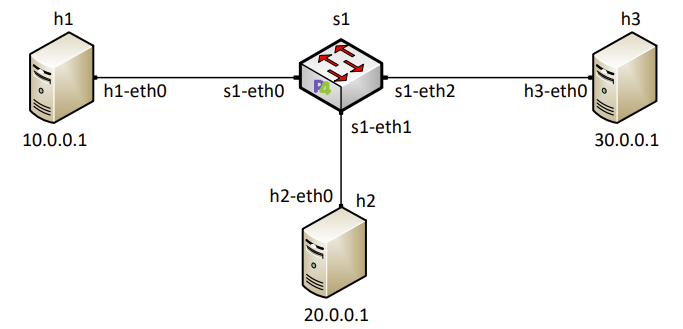 h1
s1
h3
h1-eth0
s1-eth0
s1-eth2
h3-eth0
P4
10.0.0.1
s1-eth1
30.0.0.1
h2-eth0
h2
20.0.0.1